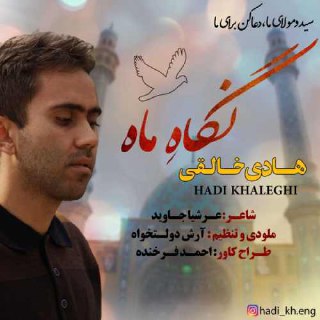 سید و مولای ما، دعا کن برای ما
نگاهِ ماه
هادی خالقی
HADI KHALEGHI
شاعر: عرشیا جاوید
ملودی و تنظیم: آرش دولتخواه
طراح کاور: احمد فرخنده
hadi_kh.eng